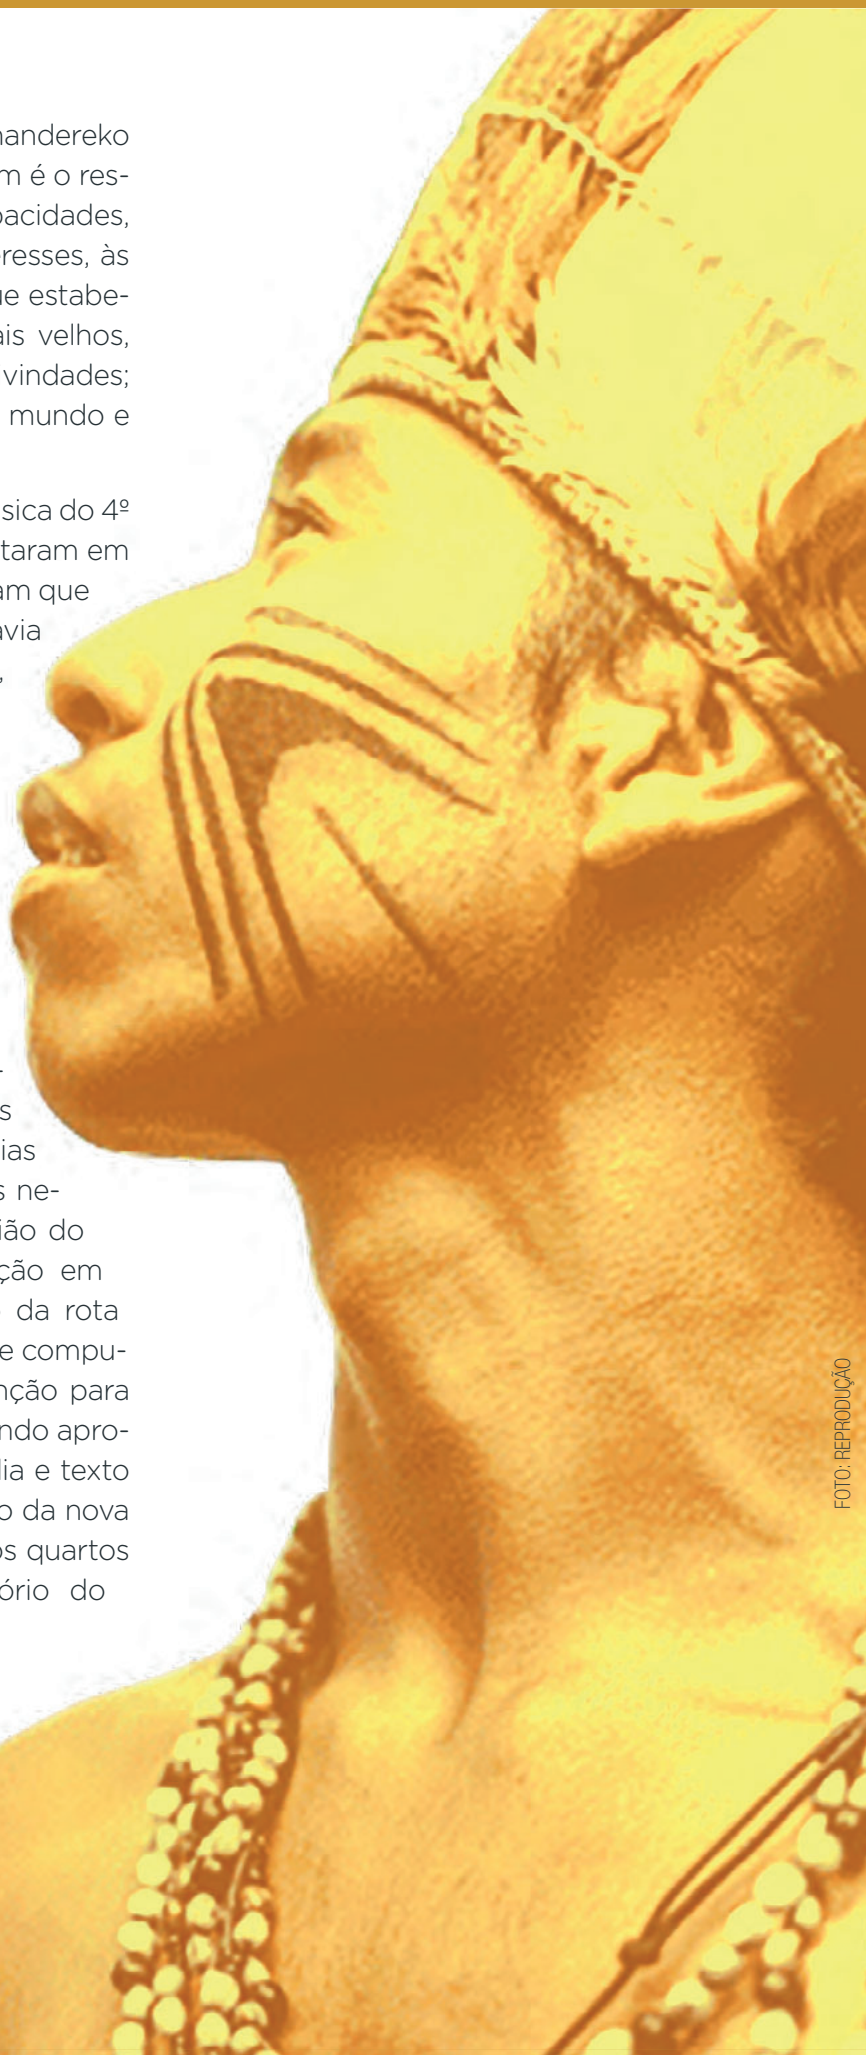 nandereko
m é o res-
pacidades,
resses, às
ue estabe-
ais velhos,
vindades;
mundo e
sica do 4º
taram em
am que
avia
,
-
s
ias
s ne-
ião do
ção em
da rota
e compu-
nção para
ndo apro-
dia e texto
o da nova
os quartos
ório do
FOTO: REPRODUÇÃO